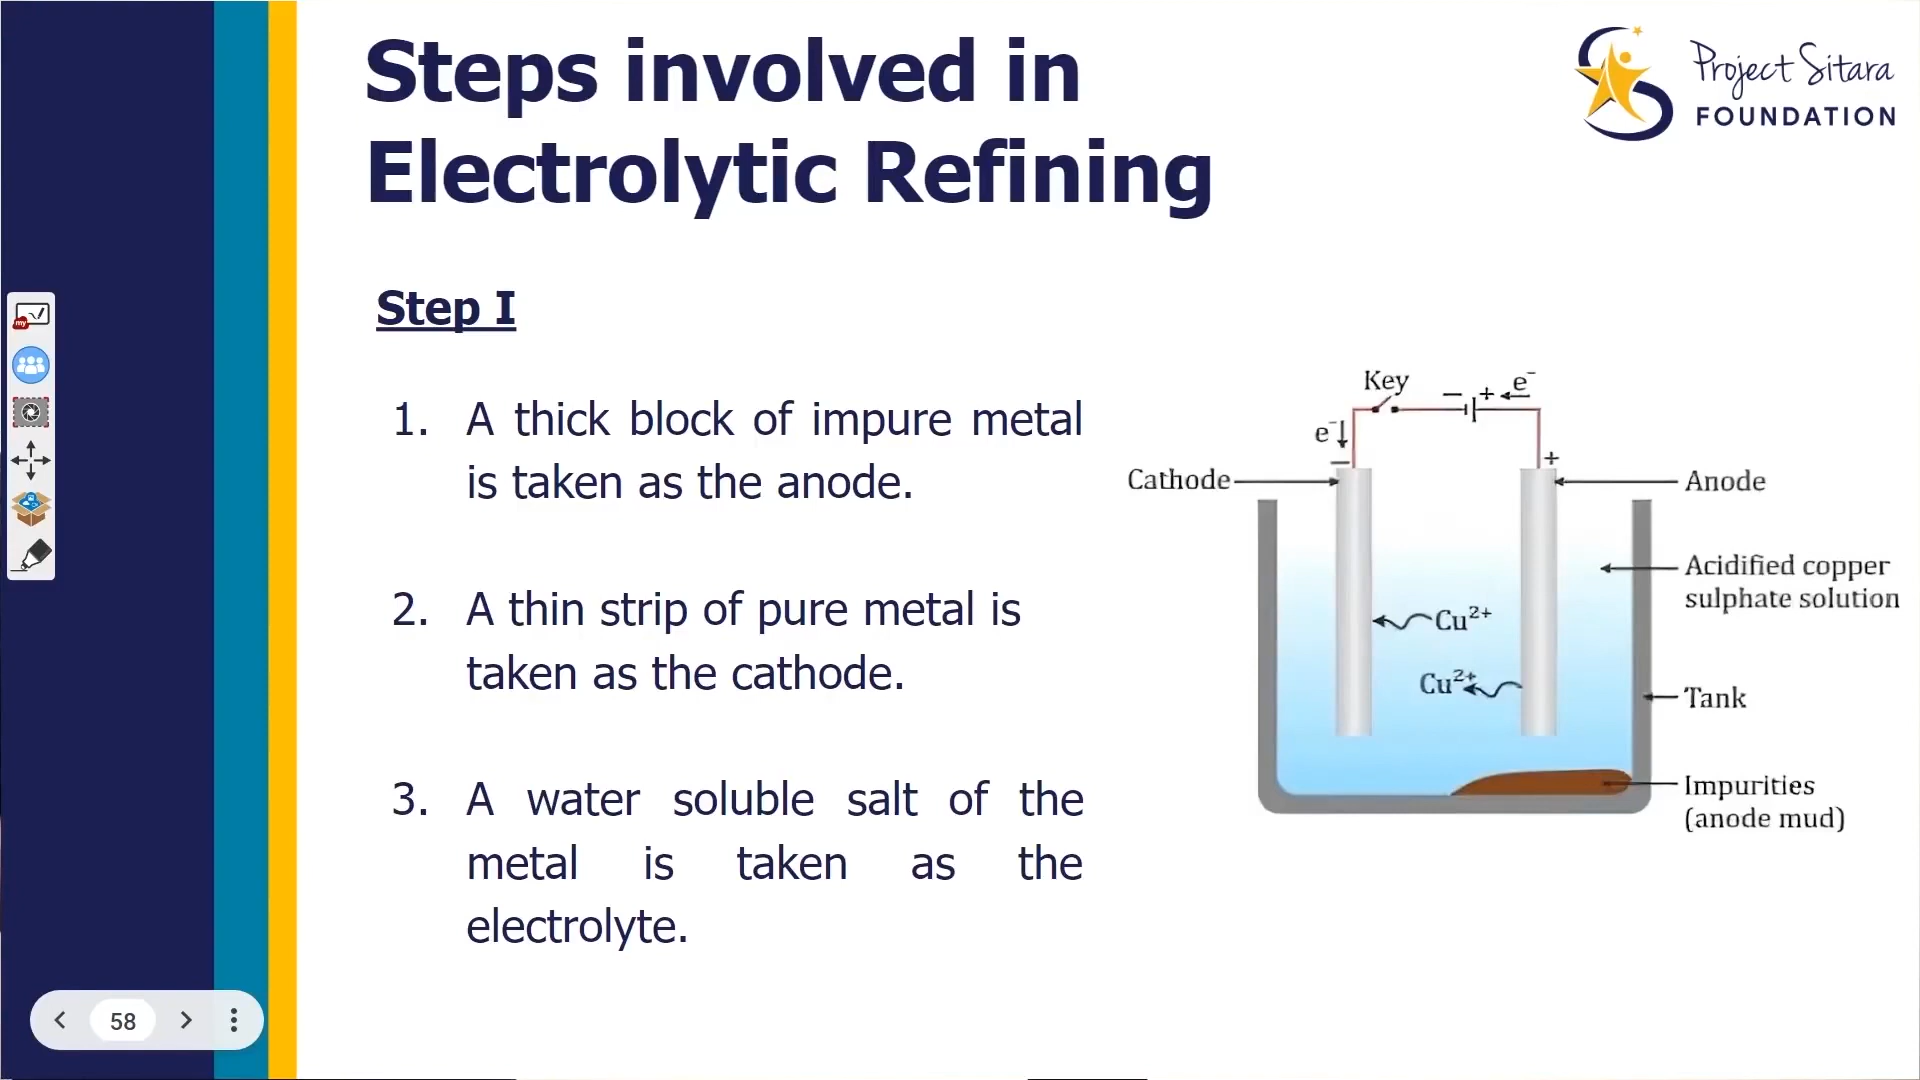 Steps involved in
Electrolytic Refining
Project Sitara
FOUNDATION
Step I
1. A thick block of impure metal
is taken as the anode.
2. A thin strip of pure metal is
taken as the cathode.
3. A water soluble salt of the
metal is taken as the
electrolyte.
Key
− + e⁻
e⁻
− +
Cathode
Anode
Acidified copper
sulphate solution
Cu²⁺
Cu²⁺
Tank
Impurities
(anode mud)
my
58